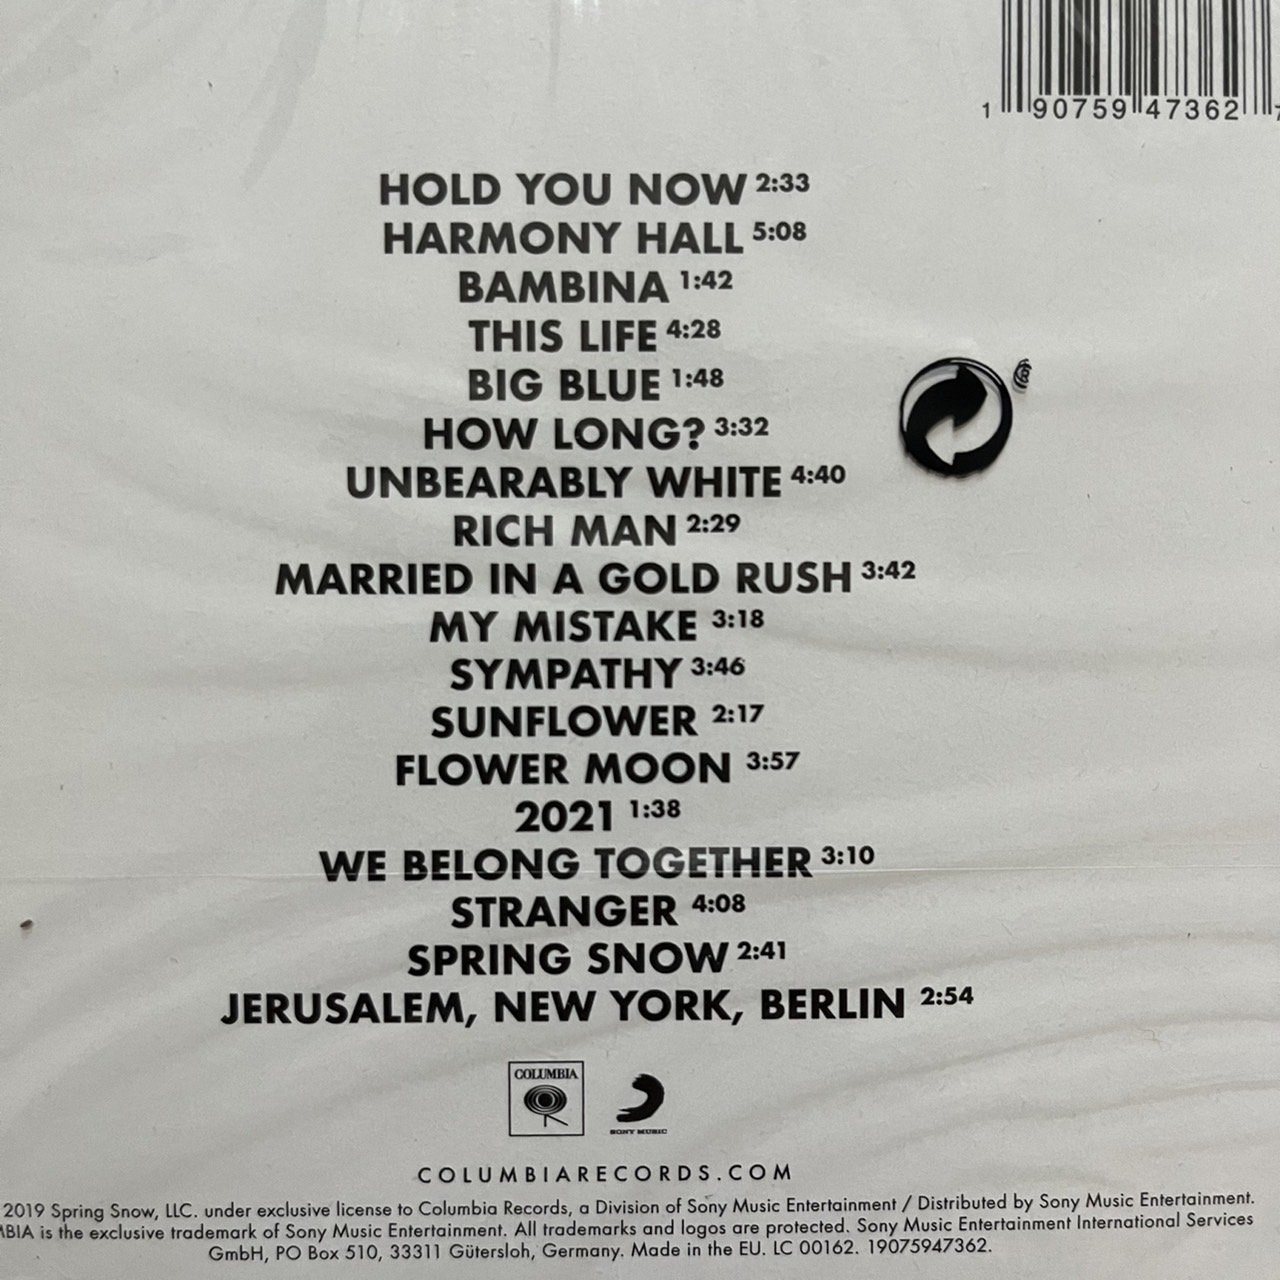 1 90759 47362 7
HOLD YOU NOW 2:33
HARMONY HALL 5:08
BAMBINA 1:42
THIS LIFE 4:28
BIG BLUE 1:48
HOW LONG? 3:32
UNBEARABLY WHITE 4:40
RICH MAN 2:29
MARRIED IN A GOLD RUSH 3:42
MY MISTAKE 3:18
SYMPATHY 3:46
SUNFLOWER 2:17
FLOWER MOON 3:57
2021 1:38
WE BELONG TOGETHER 3:10
STRANGER 4:08
SPRING SNOW 2:41
JERUSALEM, NEW YORK, BERLIN 2:54
COLUMBIA
SONY MUSIC
COLUMBIARECORDS.COM
2019 Spring Snow, LLC. under exclusive license to Columbia Records, a Division of Sony Music Entertainment / Distributed by Sony Music Entertainment.
MBIA is the exclusive trademark of Sony Music Entertainment. All trademarks and logos are protected. Sony Music Entertainment International Services
GmbH, PO Box 510, 33311 Gütersloh, Germany. Made in the EU. LC 00162. 19075947362.